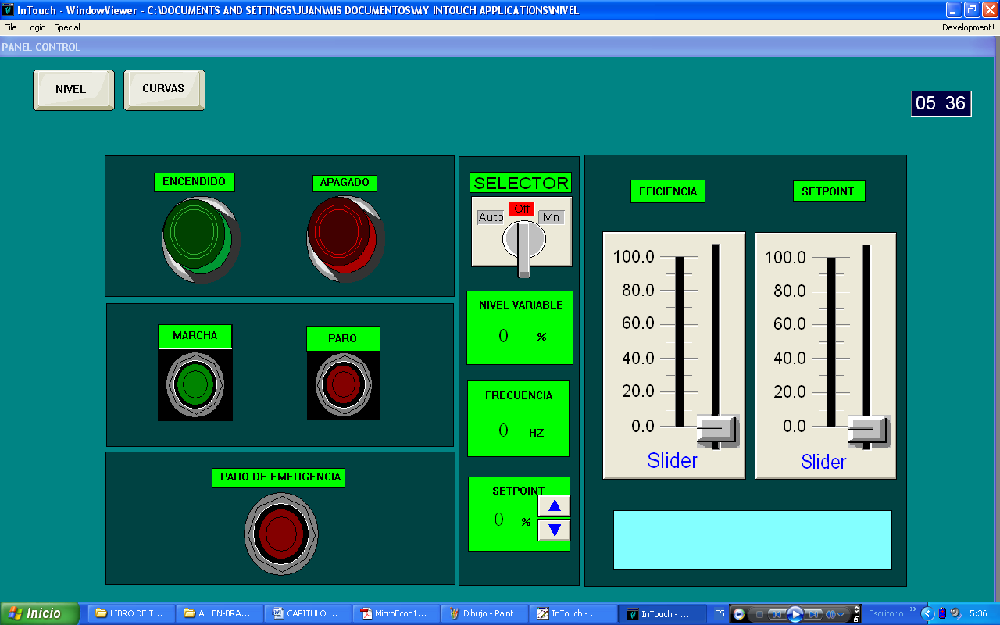 InTouch - WindowViewer - C:\DOCUMENTS AND SETTINGS\JUAN\MIS DOCUMENTOS\MY INTOUCH APPLICATIONS\NIVEL
File Logic Special Development!
PANEL CONTROL
NIVEL CURVAS
05 36
ENCENDIDO APAGADO
MARCHA PARO
PARO DE EMERGENCIA
SELECTOR
Auto Off Mn
NIVEL VARIABLE
0 %
FRECUENCIA
0 HZ
SETPOINT
0 %
EFICIENCIA SETPOINT
100.0 100.0
80.0 80.0
60.0 60.0
40.0 40.0
20.0 20.0
0.0 0.0
Slider Slider
Inicio LIBRO DE T... ALLEN-BRA... CAPITULO ... MicroEcon1... Dibujo - Paint InTouch - ... InTouch - ... ES Escritorio 5:36